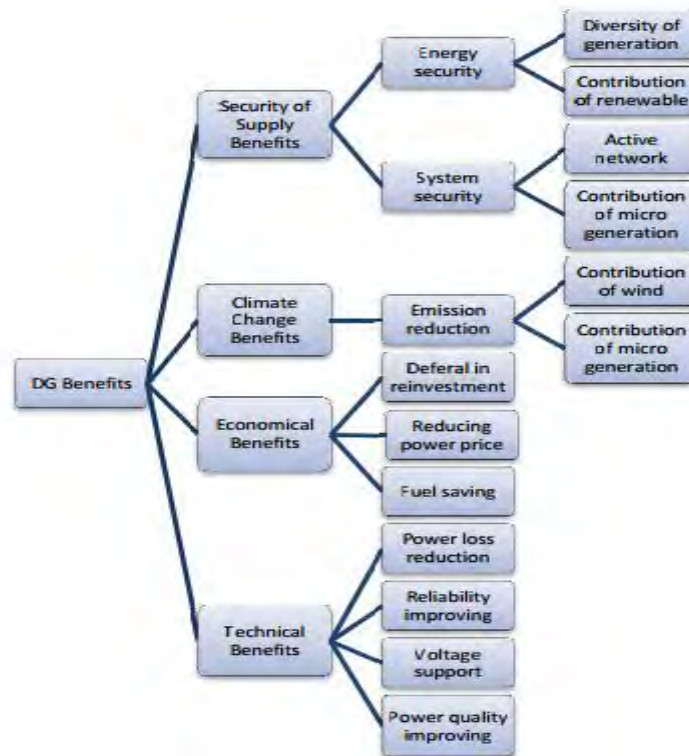 Diversity of
generation
Energy
security
Contribution
of renewable
Security of
Supply
Benefits
Active
network
System
security
Contribution
of micro
generation
Contribution
of wind
Climate
Change
Benefits
Emission
reduction
Contribution
of micro
generation
DG Benefits
Deferal in
reinvestment
Economical
Benefits
Reducing
power price
Fuel saving
Power loss
reduction
Reliability
improving
Technical
Benefits
Voltage
support
Power quality
improving